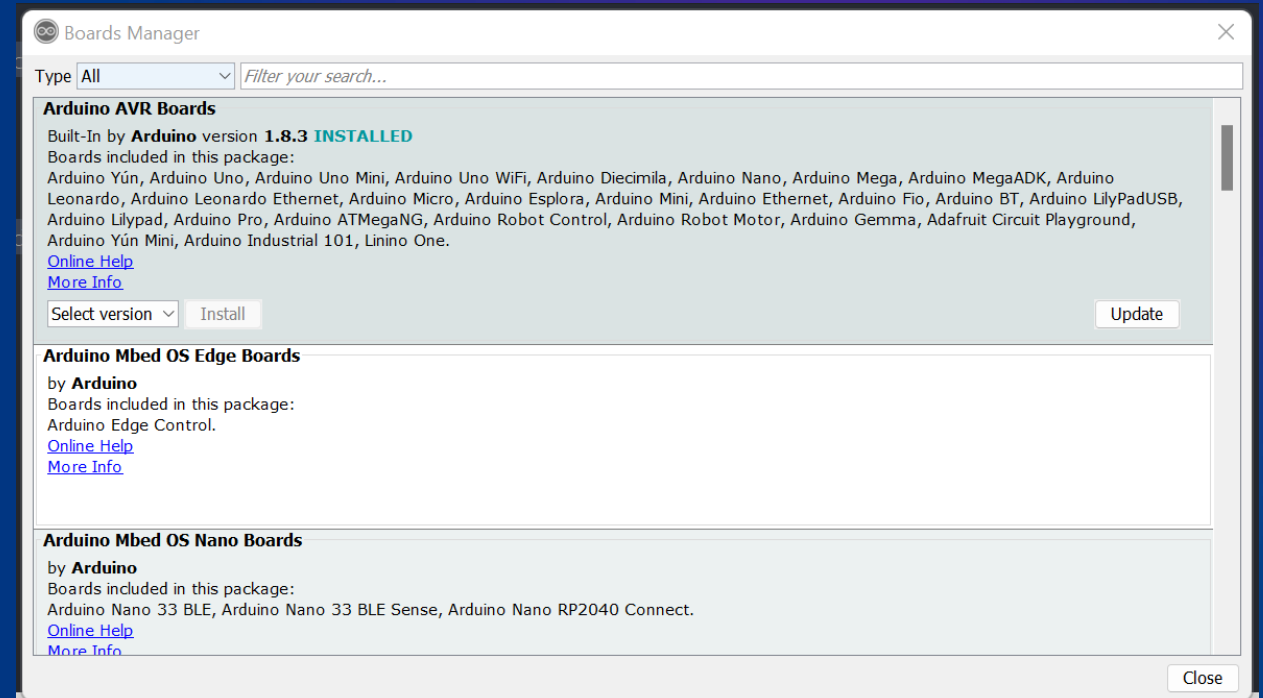 Boards Manager
Type All Filter your search...
Arduino AVR Boards
Built-In by Arduino version 1.8.3 INSTALLED
Boards included in this package:
Arduino Yún, Arduino Uno, Arduino Uno Mini, Arduino Uno WiFi, Arduino Diecimila, Arduino Nano, Arduino Mega, Arduino MegaADK, Arduino
Leonardo, Arduino Leonardo Ethernet, Arduino Micro, Arduino Esplora, Arduino Mini, Arduino Ethernet, Arduino Fio, Arduino BT, Arduino LilyPadUSB,
Arduino Lilypad, Arduino Pro, Arduino ATMegaNG, Arduino Robot Control, Arduino Robot Motor, Arduino Gemma, Adafruit Circuit Playground,
Arduino Yún Mini, Arduino Industrial 101, Linino One.
Online Help
More Info
Select version Install Update
Arduino Mbed OS Edge Boards
by Arduino
Boards included in this package:
Arduino Edge Control.
Online Help
More Info
Arduino Mbed OS Nano Boards
by Arduino
Boards included in this package:
Arduino Nano 33 BLE, Arduino Nano 33 BLE Sense, Arduino Nano RP2040 Connect.
Online Help
More Info
Close